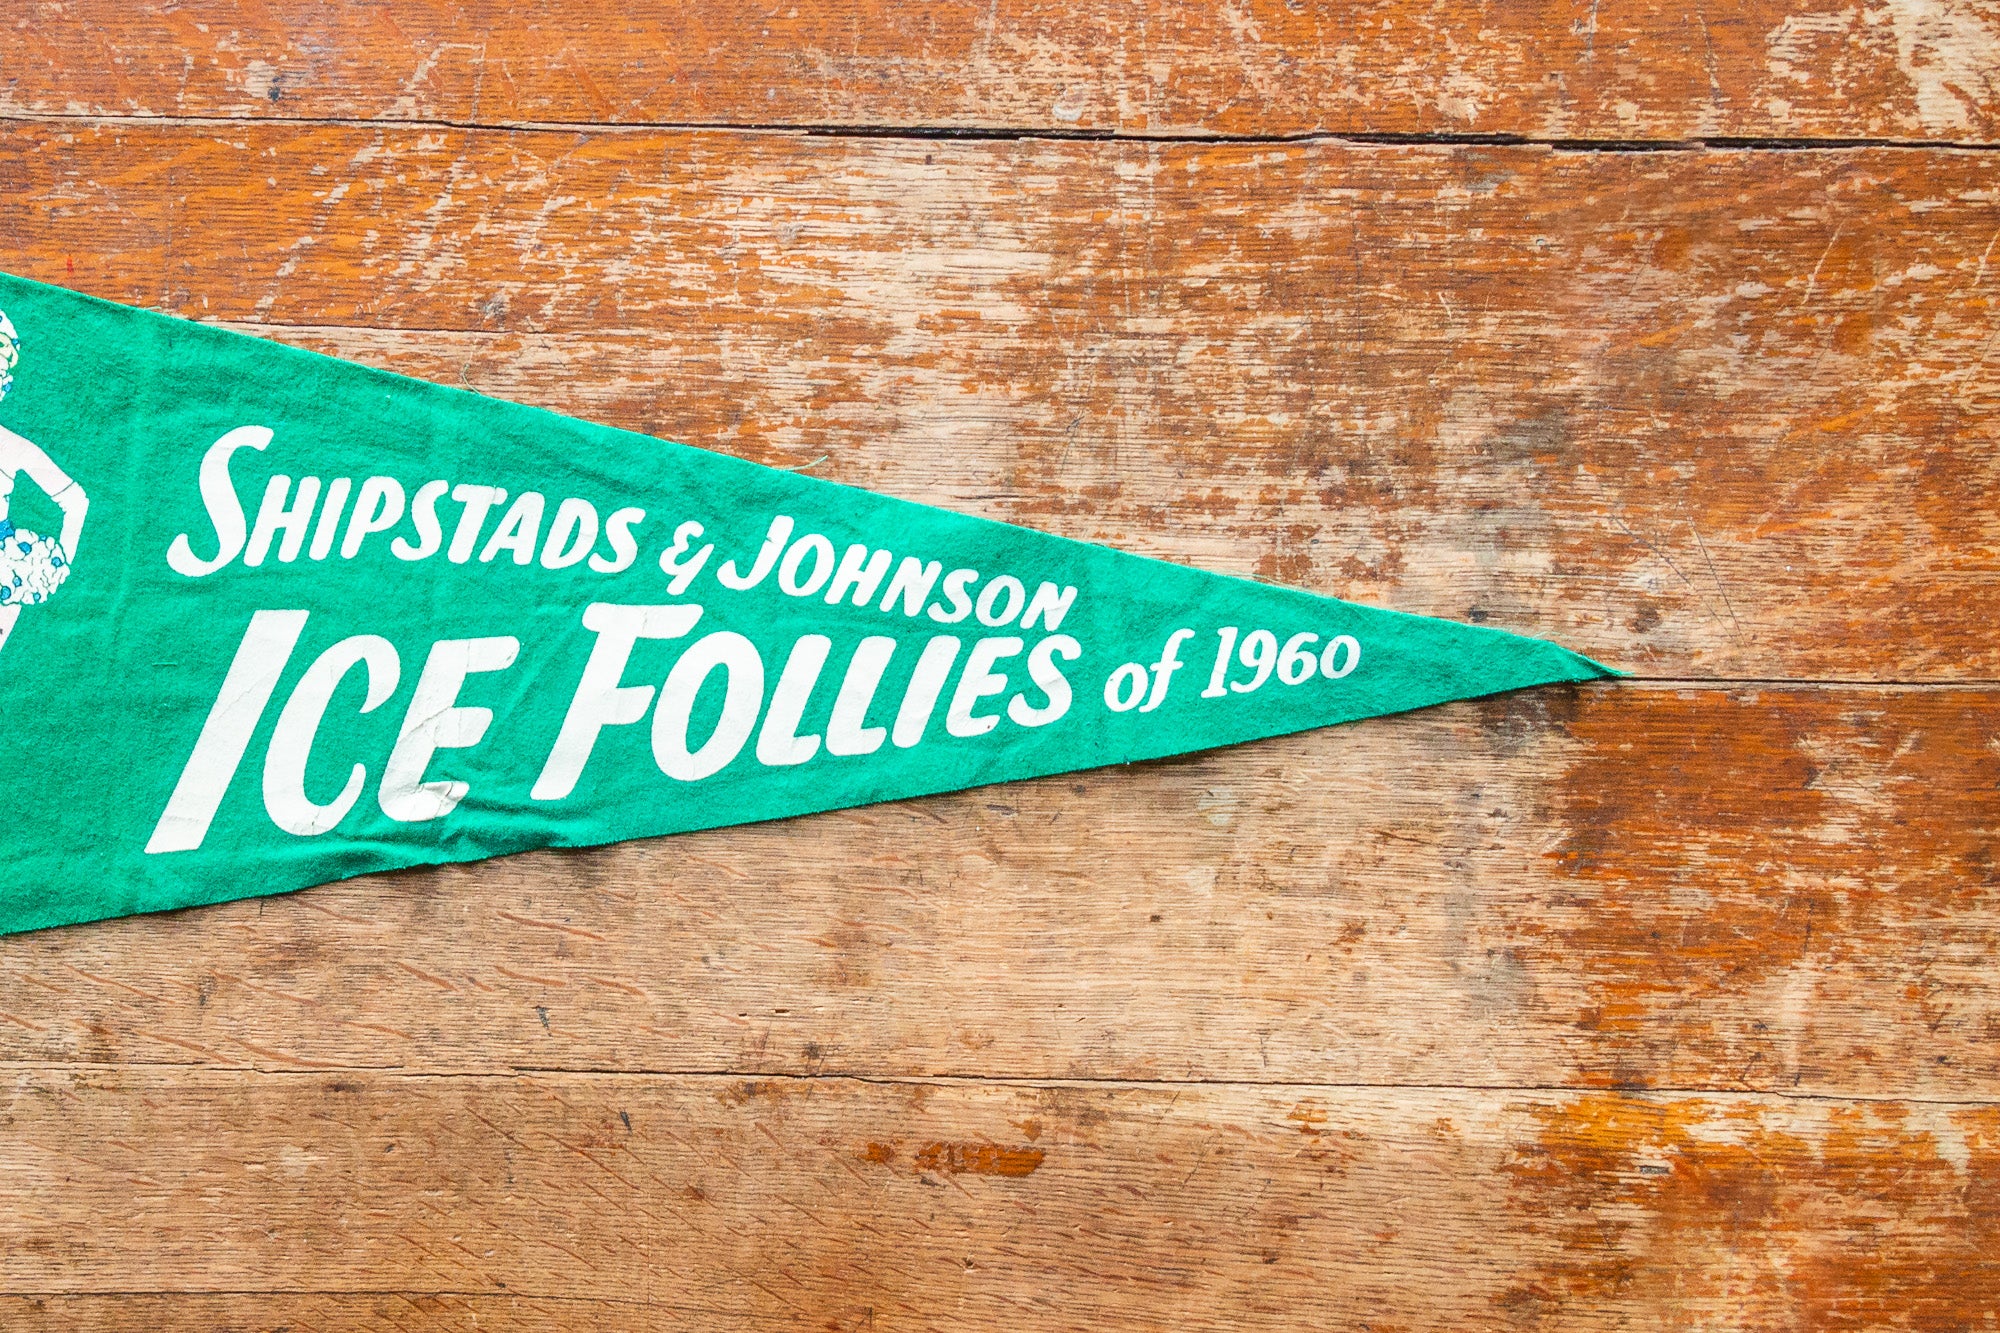 SHIPSTADS & JOHNSON
ICE FOLLIES of 1960